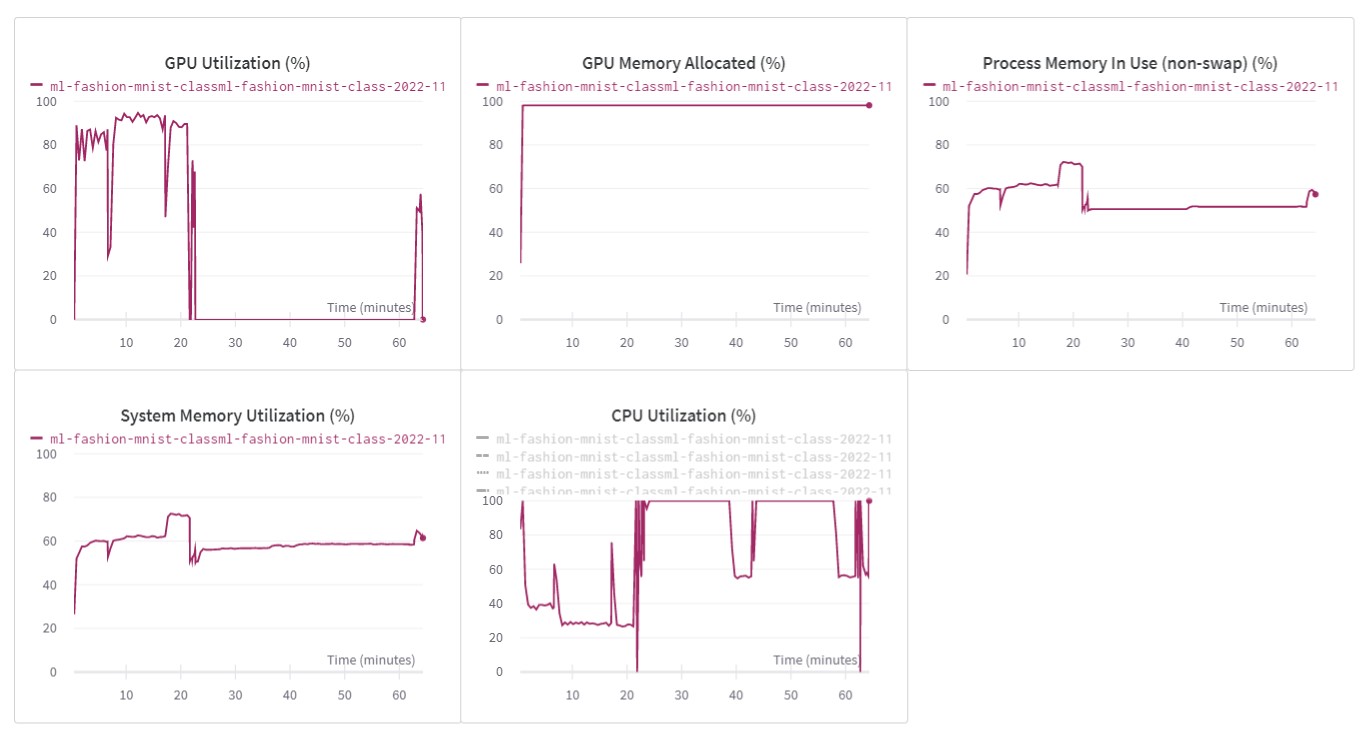 GPU Utilization (%)
ml-fashion-mnist-classml-fashion-mnist-class-2022-11
100
80
60
40
20
0
Time (minutes)
10 20 30 40 50 60
GPU Memory Allocated (%)
ml-fashion-mnist-classml-fashion-mnist-class-2022-11
100
80
60
40
20
0
Time (minutes)
10 20 30 40 50 60
Process Memory In Use (non-swap) (%)
ml-fashion-mnist-classml-fashion-mnist-class-2022-11
100
80
60
40
20
0
Time (minutes)
10 20 30 40 50 60
System Memory Utilization (%)
ml-fashion-mnist-classml-fashion-mnist-class-2022-11
100
80
60
40
20
0
Time (minutes)
10 20 30 40 50 60
CPU Utilization (%)
ml-fashion-mnist-classml-fashion-mnist-class-2022-11
ml-fashion-mnist-classml-fashion-mnist-class-2022-11
ml-fashion-mnist-classml-fashion-mnist-class-2022-11
ml-fashion-mnist-classml-fashion-mnist-class-2022-11
100
80
60
40
20
0
Time (minutes)
10 20 30 40 50 60